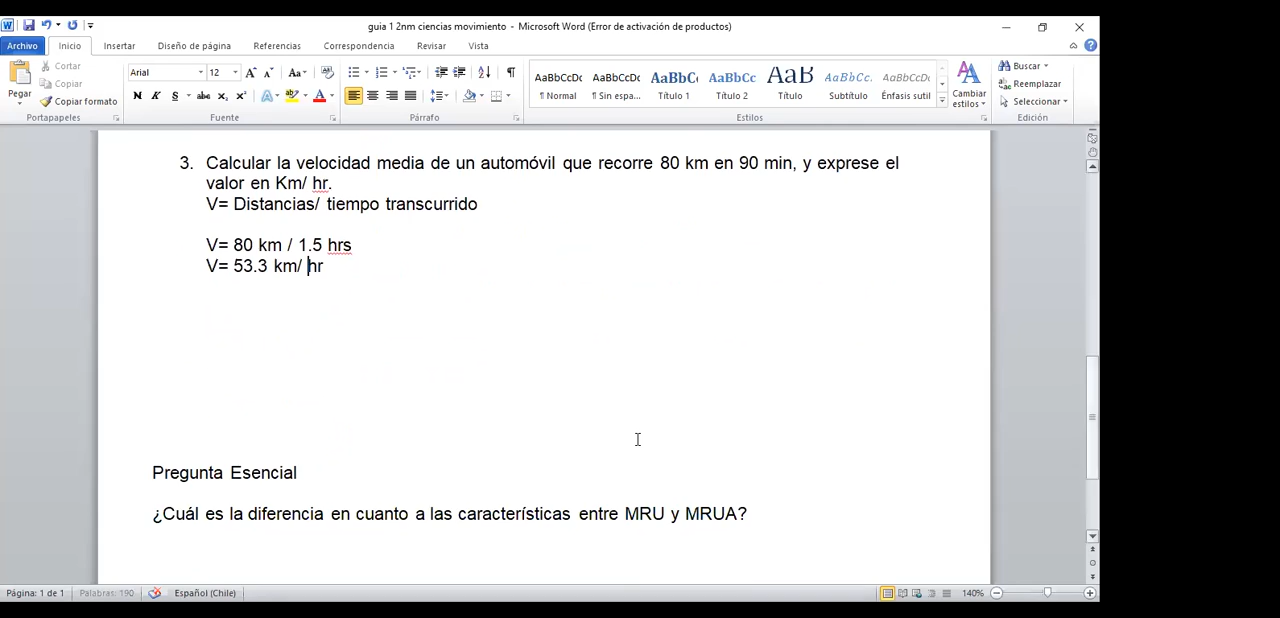 guia 1 2nm ciencias movimiento - Microsoft Word (Error de activación de productos)
Archivo Inicio Insertar Diseño de página Referencias Correspondencia Revisar Vista
Pegar
Cortar
Copiar
Copiar formato
Portapapeles
Arial 12
N K S abc x₂ x²
Fuente
Párrafo
AaBbCcDc AaBbCcDc AaBbC AaBbCc AaB AaBbCc. AaBbCcDc
¶ Normal ¶ Sin espa... Título 1 Título 2 Título Subtítulo Énfasis sutil
Estilos
Cambiar estilos
Buscar
Reemplazar
Seleccionar
Edición
3. Calcular la velocidad media de un automóvil que recorre 80 km en 90 min, y exprese el
valor en Km/ hr.
V= Distancias/ tiempo transcurrido
V= 80 km / 1.5 hrs
V= 53.3 km/ hr
Pregunta Esencial
¿Cuál es la diferencia en cuanto a las características entre MRU y MRUA?
Página: 1 de 1 Palabras: 190 Español (Chile) 140%